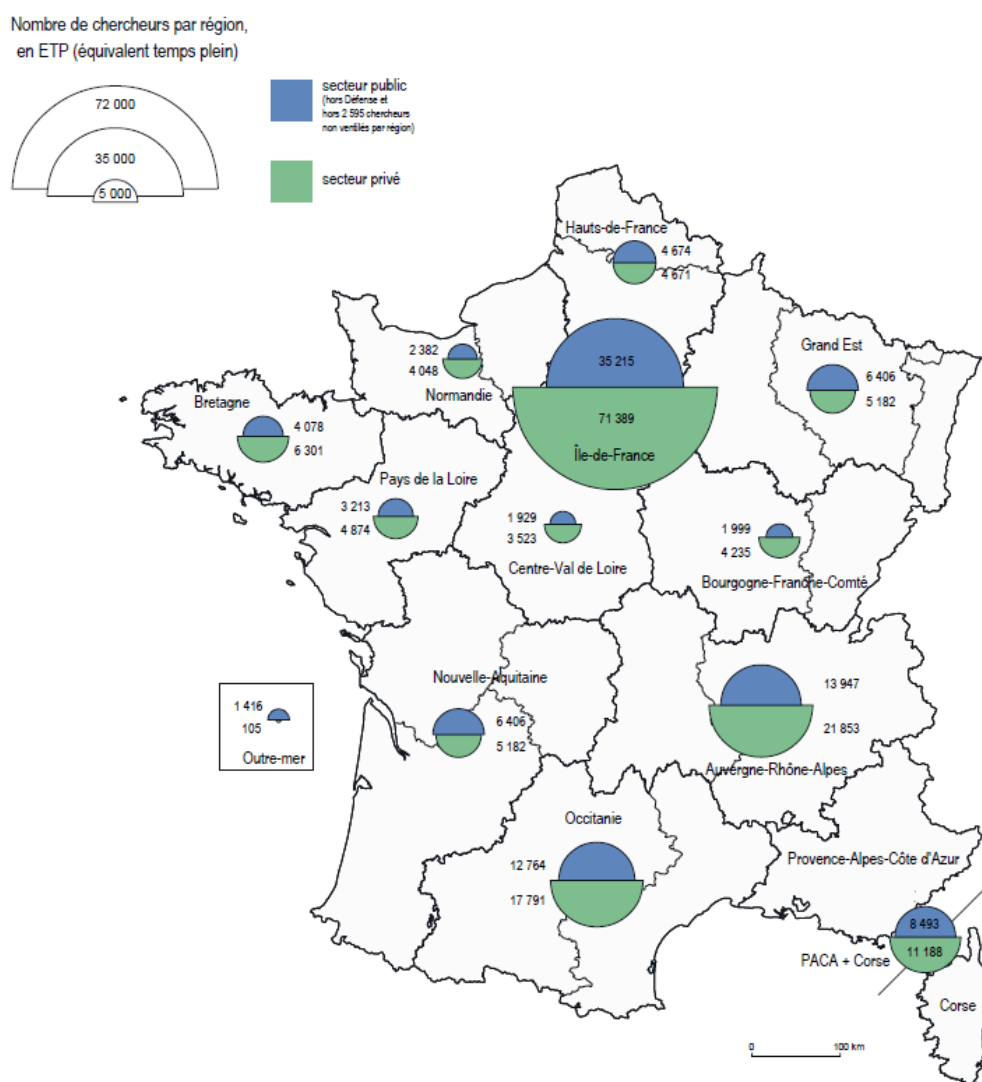 Nombre de chercheurs par région,
en ETP (équivalent temps plein)
72 000
35 000
5 000
secteur public
(hors Défense et
hors 2 595 chercheurs
non ventilés par région)
secteur privé
Hauts-de-France
4 674
4 671
35 215
71 389
Île-de-France
Grand Est
6 406
5 182
2 382
4 048
Normandie
Bretagne
4 078
6 301
Pays de la Loire
3 213
4 874
1 929
3 523
Centre-Val de Loire
1 999
4 235
Bourgogne-Franche-Comté
Nouvelle-Aquitaine
6 406
5 182
1 416
105
Outre-mer
13 947
21 853
Auvergne-Rhône-Alpes
Occitanie
12 764
17 791
Provence-Alpes-Côte d'Azur
8 493
11 188
PACA + Corse
Corse
0 100 km